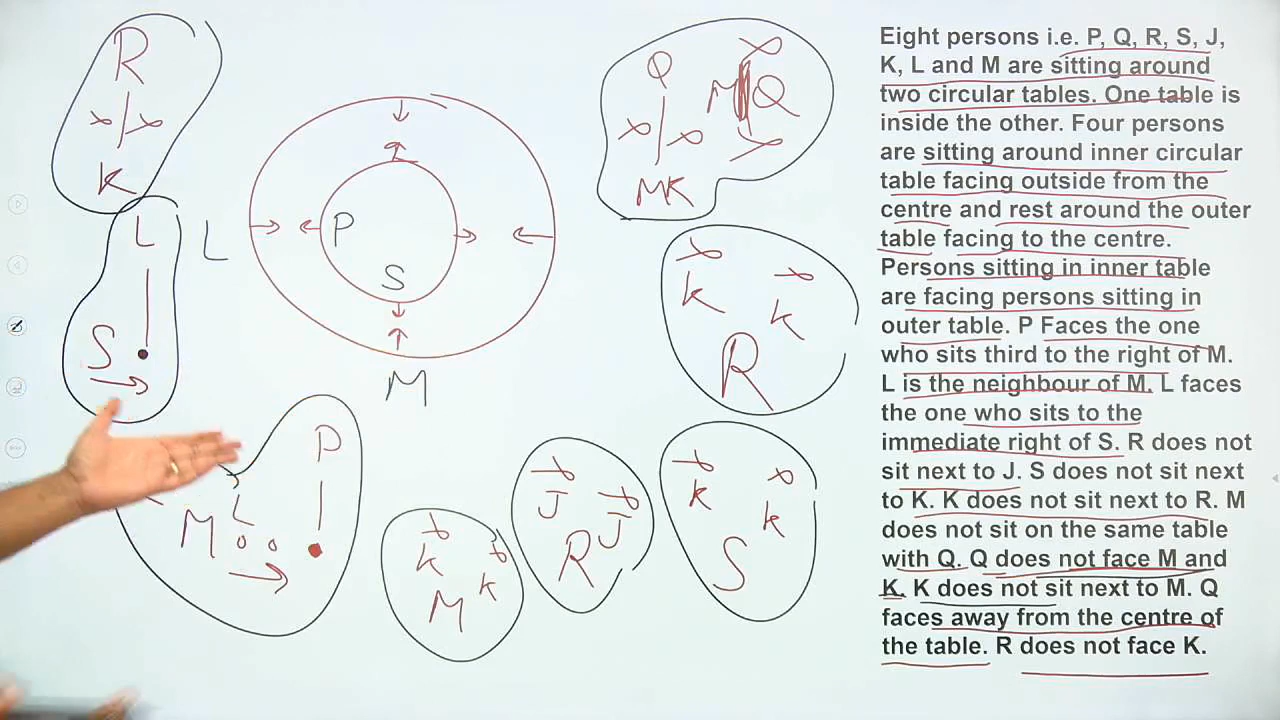 Eight persons i.e. P, Q, R, S, J,
K, L and M are sitting around
two circular tables. One table is
inside the other. Four persons
are sitting around inner circular
table facing outside from the
centre and rest around the outer
table facing to the centre.
Persons sitting in inner table
are facing persons sitting in
outer table. P Faces the one
who sits third to the right of M.
L is the neighbour of M. L faces
the one who sits to the
immediate right of S. R does not
sit next to J. S does not sit next
to K. K does not sit next to R. M
does not sit on the same table
with Q. Q does not face M and
K. K does not sit next to M. Q
faces away from the centre of
the table. R does not face K.
R
K
L
S
L
P
S
M
Q
M Q
MK
K K
R
P
M L
K K
M
J J
R
K K
S